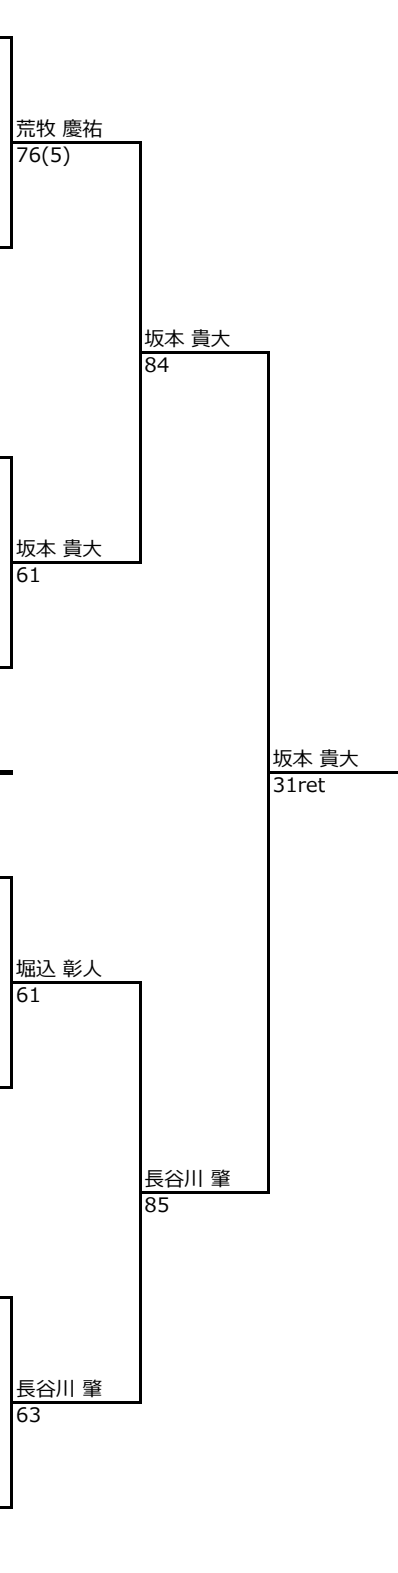 荒牧 慶祐
76(5)
坂本 貴大
84
坂本 貴大
61
坂本 貴大
31ret
堀込 彰人
61
長谷川 肇
85
長谷川 肇
63